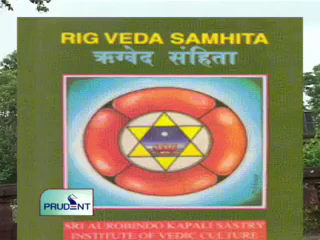 RIG VEDA SAMHITA
ऋग्वेद संहिता
PRUDENT
SRI AUROBINDO KAPALI SASTRY
INSTITUTE OF VEDIC CULTURE